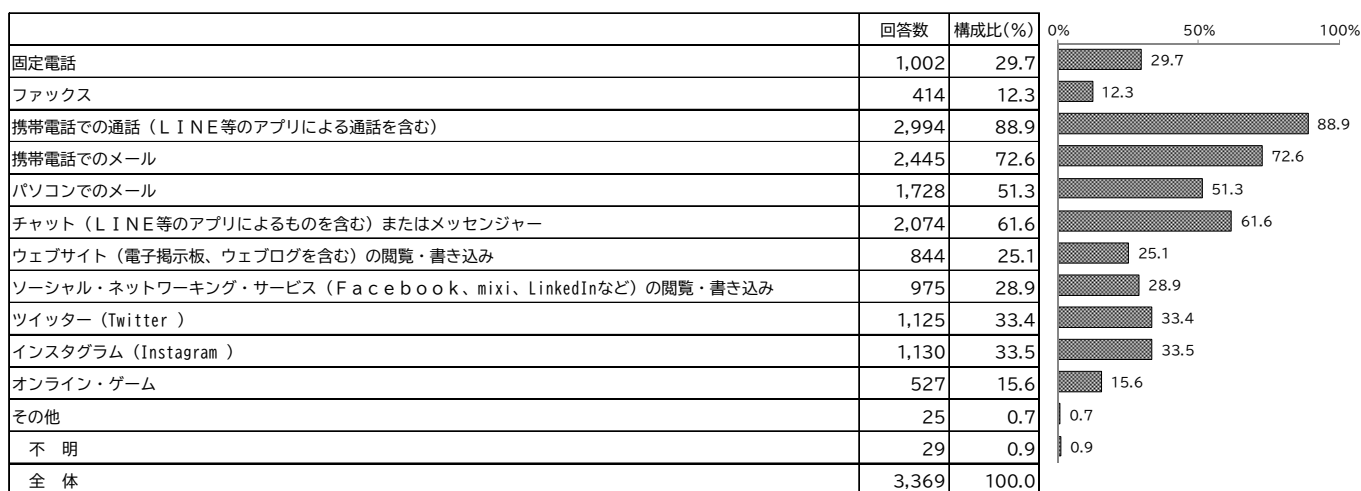 回答数 構成比(%) 0% 50% 100%
固定電話 1,002 29.7 29.7
ファックス 414 12.3 12.3
携帯電話での通話（ＬＩＮＥ等のアプリによる通話を含む） 2,994 88.9 88.9
携帯電話でのメール 2,445 72.6 72.6
パソコンでのメール 1,728 51.3 51.3
チャット（ＬＩＮＥ等のアプリによるものを含む）またはメッセンジャー 2,074 61.6 61.6
ウェブサイト（電子掲示板、ウェブログを含む）の閲覧・書き込み 844 25.1 25.1
ソーシャル・ネットワーキング・サービス（Ｆａｃｅｂｏｏｋ、mixi、LinkedInなど）の閲覧・書き込み 975 28.9 28.9
ツイッター（Twitter ） 1,125 33.4 33.4
インスタグラム（Instagram ） 1,130 33.5 33.5
オンライン・ゲーム 527 15.6 15.6
その他 25 0.7 0.7
不　明 29 0.9 0.9
全　体 3,369 100.0